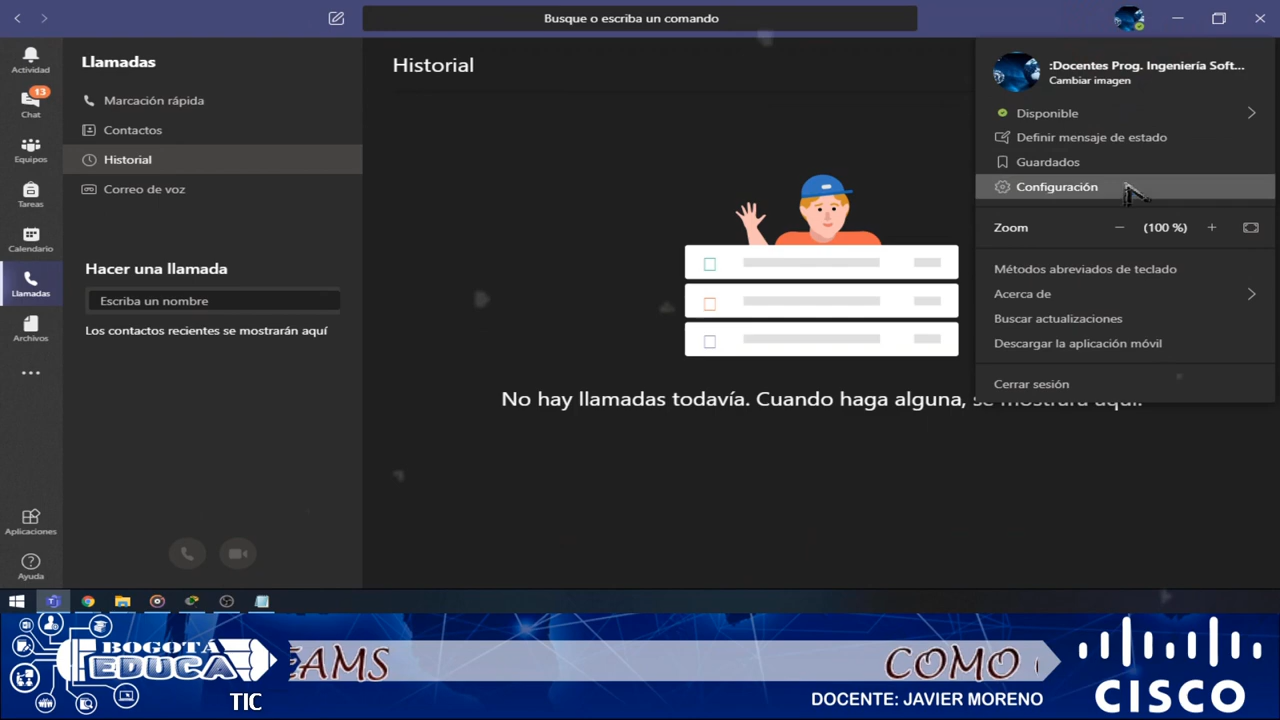 Busque o escriba un comando
Actividad
13
Chat
Equipos
Tareas
Calendario
Llamadas
Archivos
Aplicaciones
Ayuda
Llamadas
Marcación rápida
Contactos
Historial
Correo de voz
Hacer una llamada
Escriba un nombre
Los contactos recientes se mostrarán aquí
Historial
No hay llamadas todavía. Cuando haga alguna, se mostrará aquí.
:Docentes Prog. Ingeniería Soft...
Cambiar imagen
Disponible
Definir mensaje de estado
Guardados
Configuración
Zoom
(100 %)
Métodos abreviados de teclado
Acerca de
Buscar actualizaciones
Descargar la aplicación móvil
Cerrar sesión
BOGOTÁ
EDUCA
TIC
EAMS
COMO
DOCENTE: JAVIER MORENO
CISCO